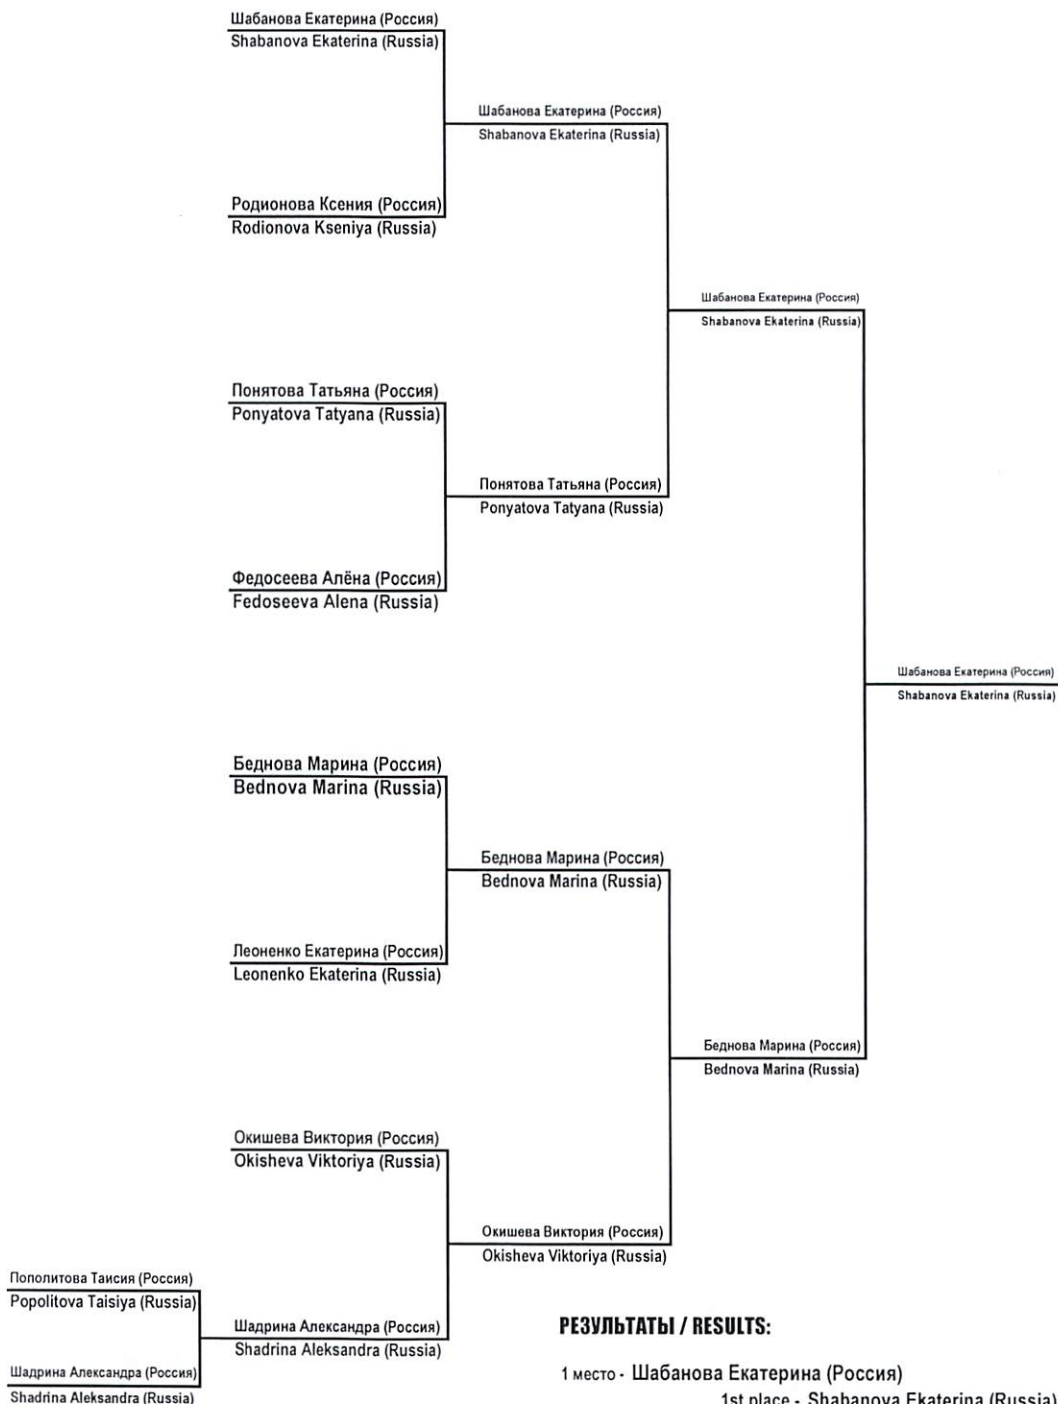 Шабанова Екатерина (Россия)
Shabanova Ekaterina (Russia)
Шабанова Екатерина (Россия)
Shabanova Ekaterina (Russia)
Родионова Ксения (Россия)
Rodionova Kseniya (Russia)
Шабанова Екатерина (Россия)
Shabanova Ekaterina (Russia)
Понятова Татьяна (Россия)
Ponyatova Tatyana (Russia)
Понятова Татьяна (Россия)
Ponyatova Tatyana (Russia)
Федосеева Алёна (Россия)
Fedoseeva Alena (Russia)
Шабанова Екатерина (Россия)
Shabanova Ekaterina (Russia)
Беднова Марина (Россия)
Bednova Marina (Russia)
Беднова Марина (Россия)
Bednova Marina (Russia)
Леоненко Екатерина (Россия)
Leonenko Ekaterina (Russia)
Беднова Марина (Россия)
Bednova Marina (Russia)
Окишева Виктория (Россия)
Okisheva Viktoriya (Russia)
Окишева Виктория (Россия)
Okisheva Viktoriya (Russia)
Пополитова Таисия (Россия)
Popolitova Taisiya (Russia)
Шадрина Александра (Россия)
Shadrina Aleksandra (Russia)
Шадрина Александра (Россия)
Shadrina Aleksandra (Russia)
РЕЗУЛЬТАТЫ / RESULTS:
1 место - Шабанова Екатерина (Россия)
1st place - Shabanova Ekaterina (Russia)